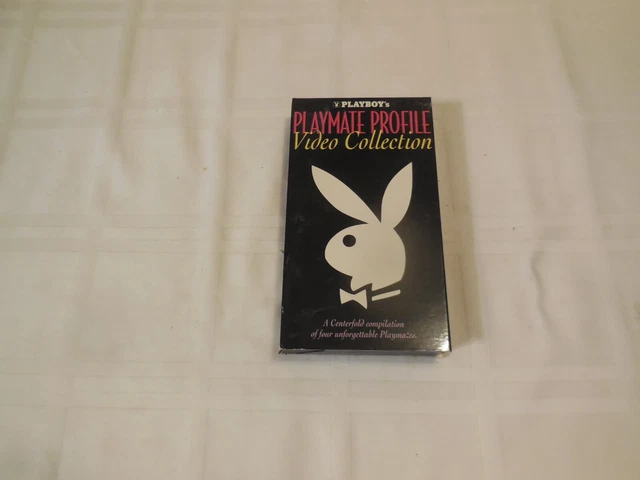 PLAYBOY's
PLAYMATE PROFILE
Video Collection
A Centerfold compilation
of four unforgettable Playmates.